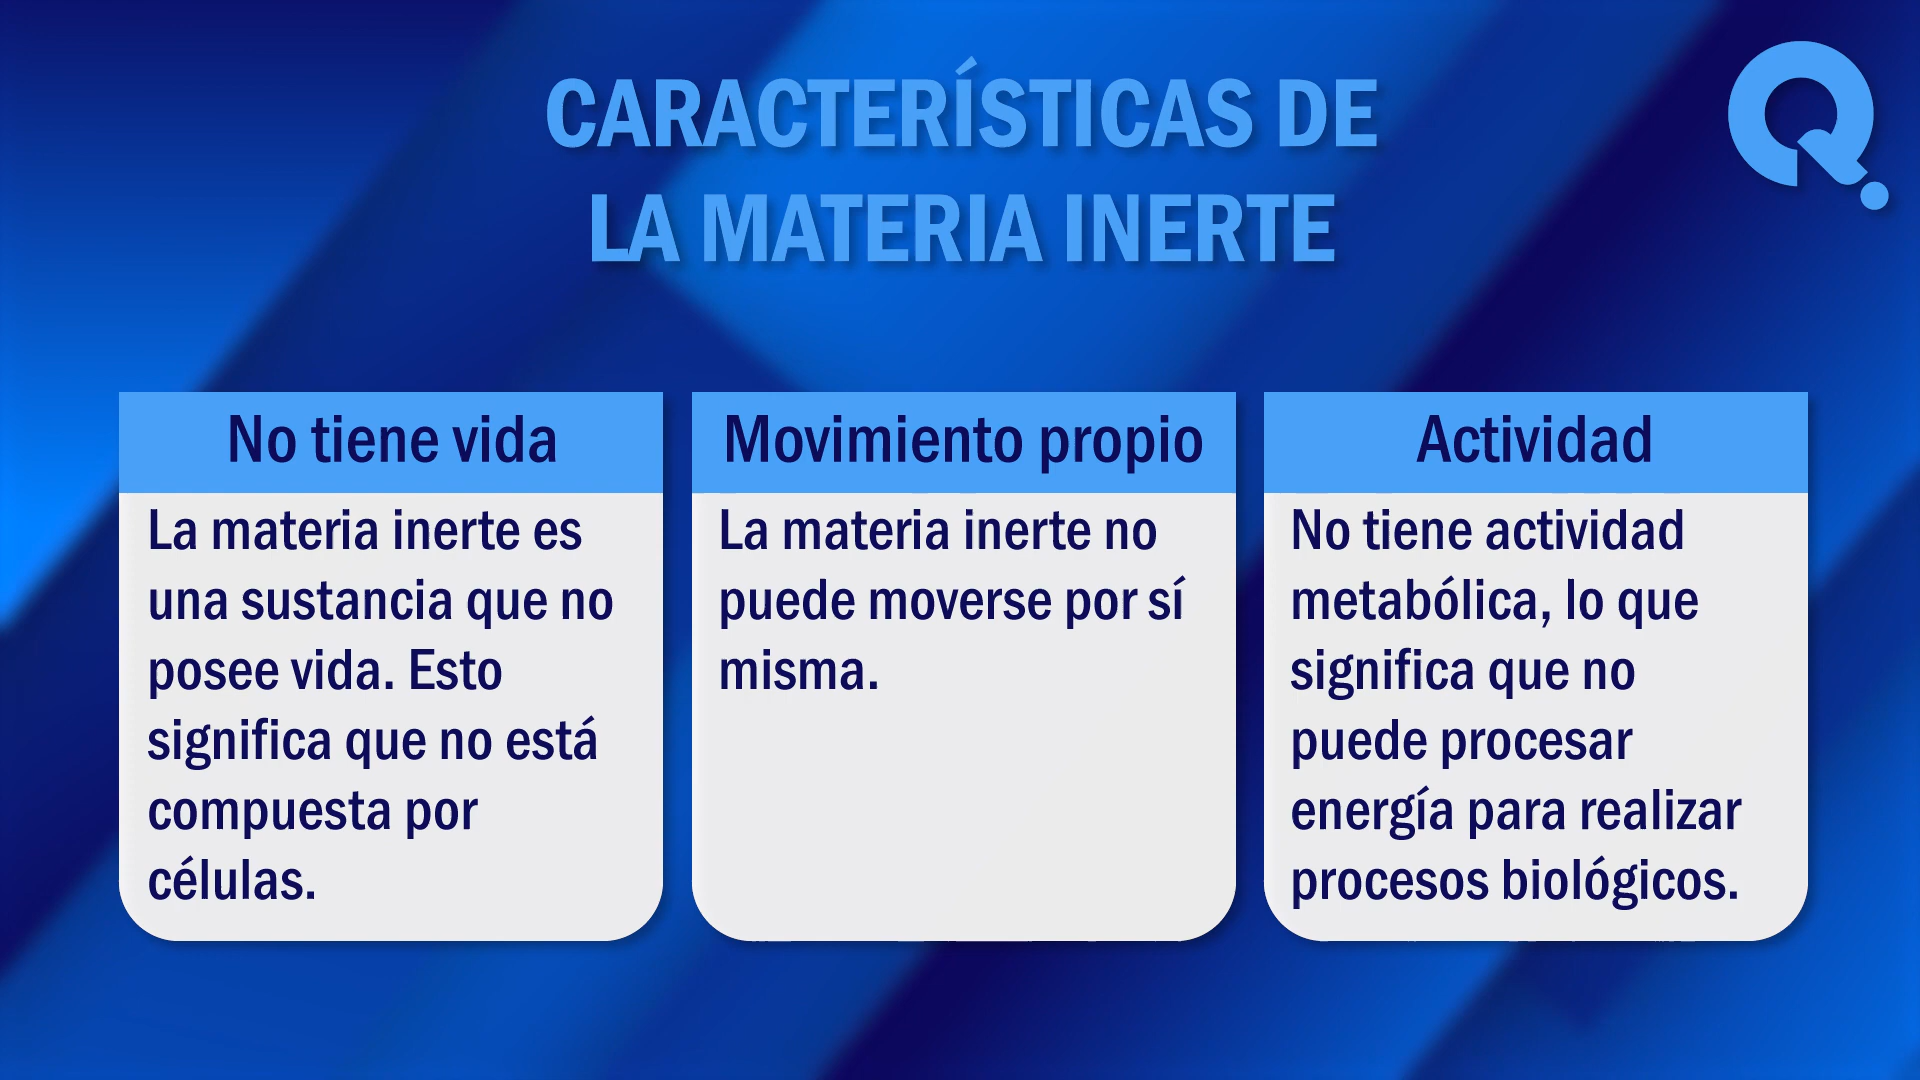 CARACTERÍSTICAS DE
LA MATERIA INERTE
No tiene vida
La materia inerte es
una sustancia que no
posee vida. Esto
significa que no está
compuesta por
células.
Movimiento propio
La materia inerte no
puede moverse por sí
misma.
Actividad
No tiene actividad
metabólica, lo que
significa que no
puede procesar
energía para realizar
procesos biológicos.